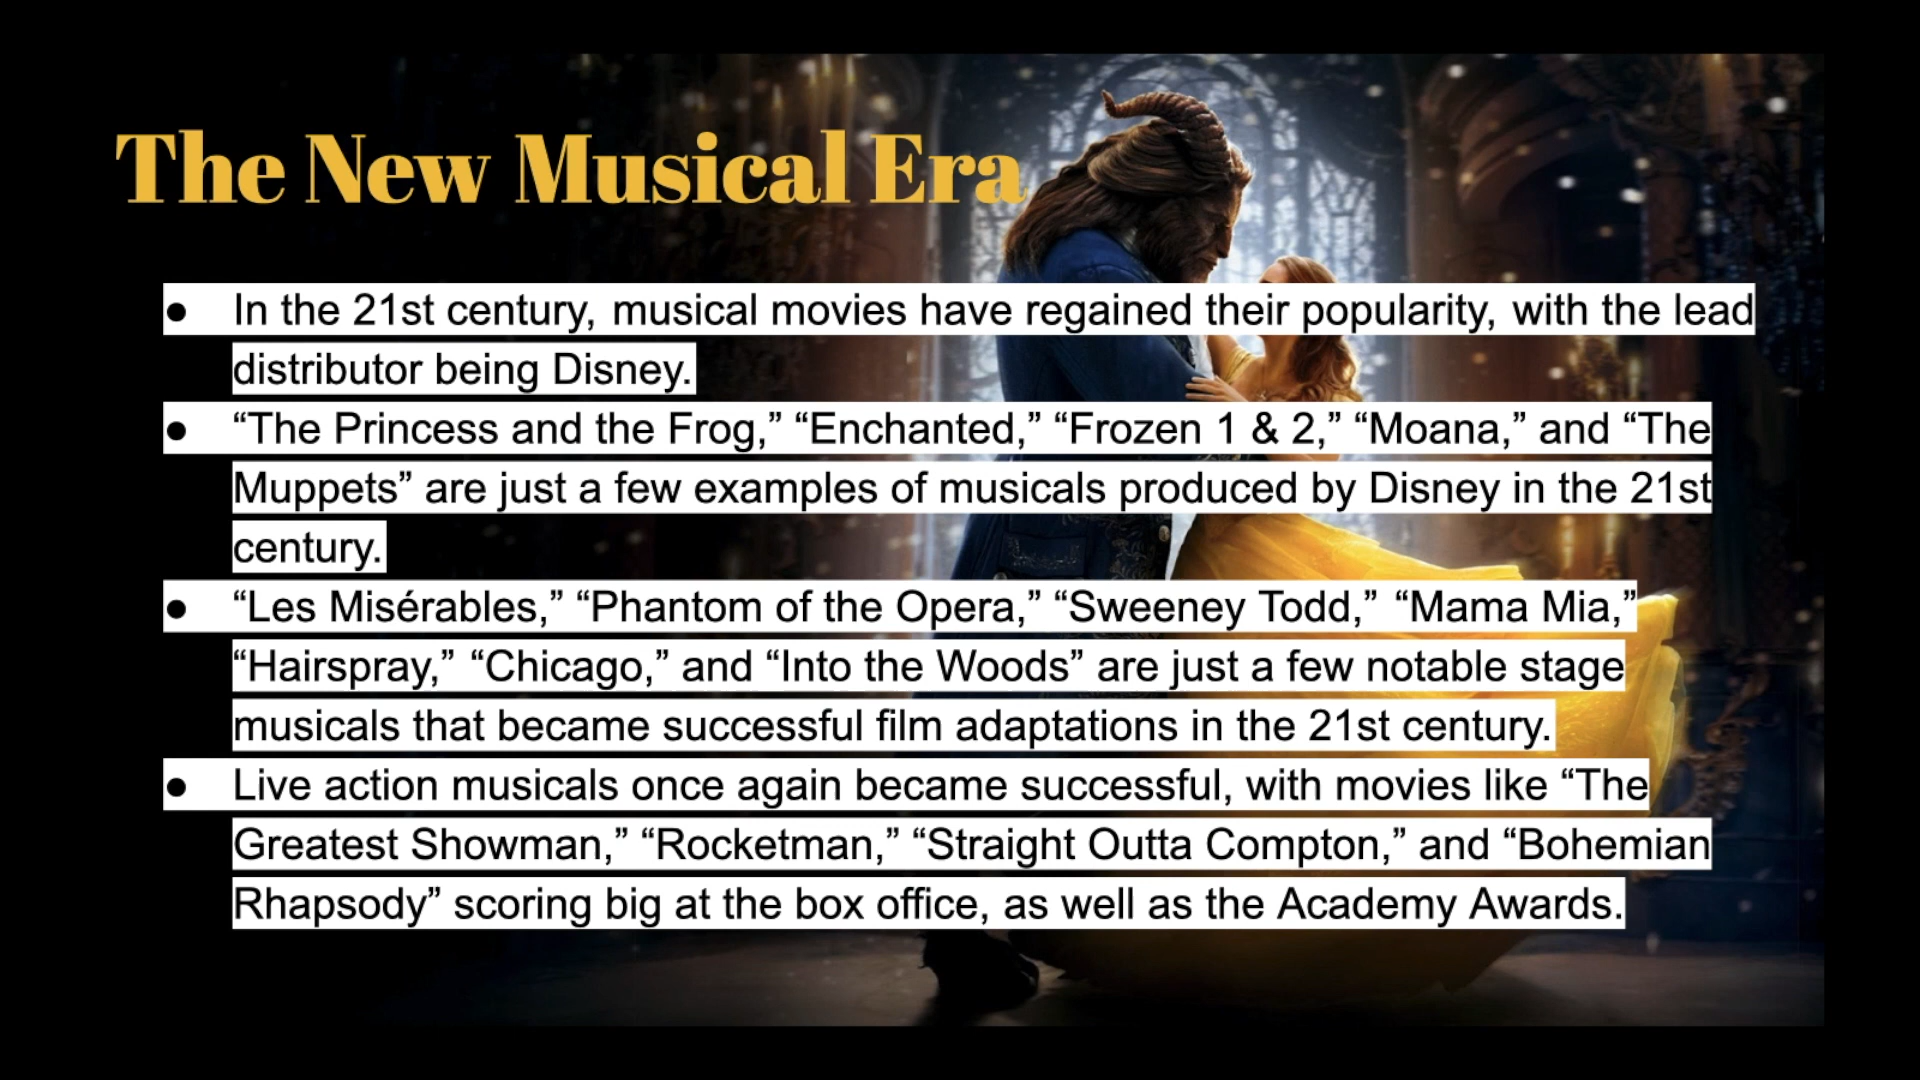 The New Musical Era
● In the 21st century, musical movies have regained their popularity, with the lead
distributor being Disney.
● “The Princess and the Frog,” “Enchanted,” “Frozen 1 & 2,” “Moana,” and “The
Muppets” are just a few examples of musicals produced by Disney in the 21st
century.
● “Les Misérables,” “Phantom of the Opera,” “Sweeney Todd,” “Mama Mia,”
“Hairspray,” “Chicago,” and “Into the Woods” are just a few notable stage
musicals that became successful film adaptations in the 21st century.
● Live action musicals once again became successful, with movies like “The
Greatest Showman,” “Rocketman,” “Straight Outta Compton,” and “Bohemian
Rhapsody” scoring big at the box office, as well as the Academy Awards.